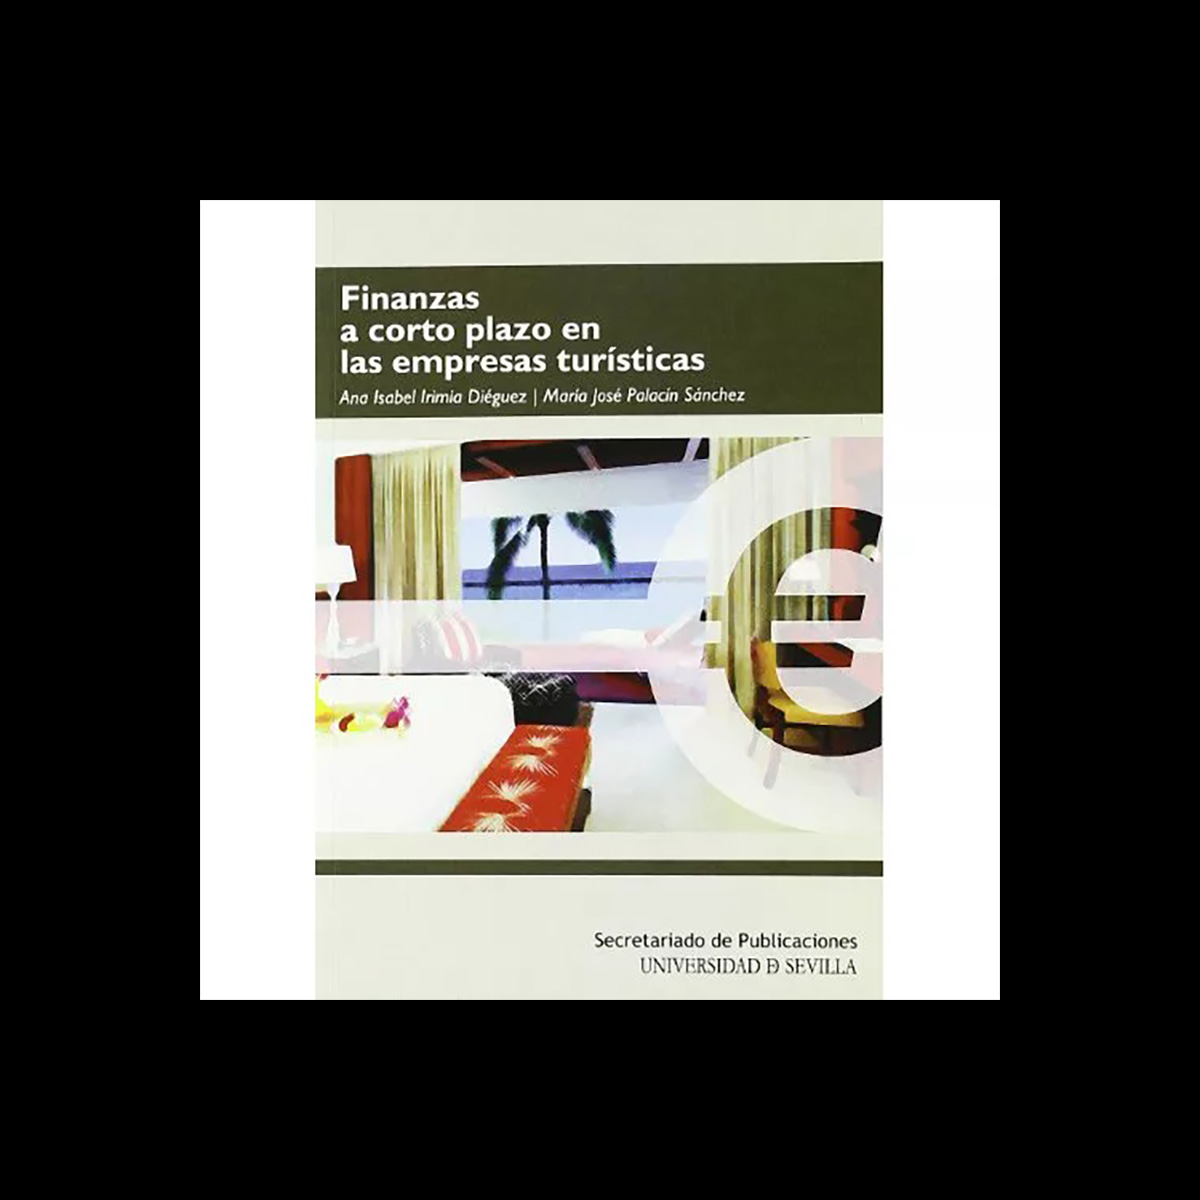 Finanzas
a corto plazo en
las empresas turísticas
Ana Isabel Irimia Diéguez | María José Palacín Sánchez
€
Secretariado de Publicaciones
UNIVERSIDAD DE SEVILLA